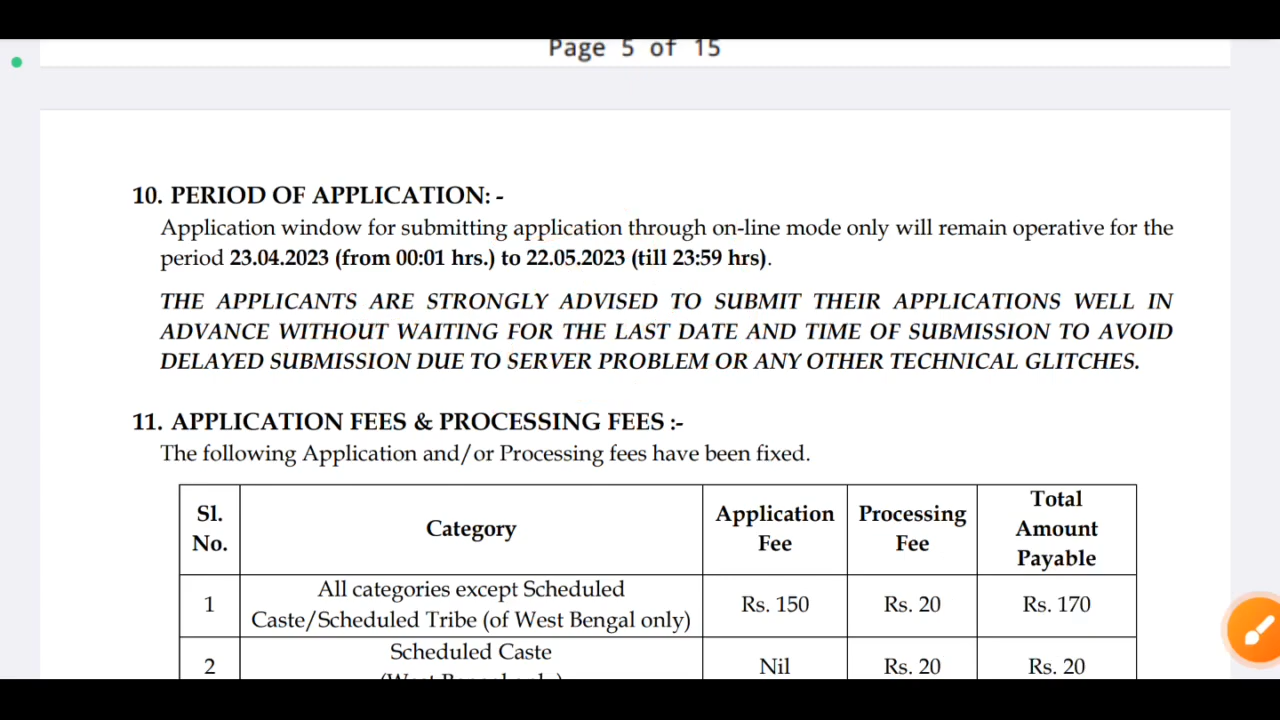 Page 5 of 15
10. PERIOD OF APPLICATION: -
Application window for submitting application through on-line mode only will remain operative for the
period 23.04.2023 (from 00:01 hrs.) to 22.05.2023 (till 23:59 hrs).
THE APPLICANTS ARE STRONGLY ADVISED TO SUBMIT THEIR APPLICATIONS WELL IN
ADVANCE WITHOUT WAITING FOR THE LAST DATE AND TIME OF SUBMISSION TO AVOID
DELAYED SUBMISSION DUE TO SERVER PROBLEM OR ANY OTHER TECHNICAL GLITCHES.
11. APPLICATION FEES & PROCESSING FEES :-
The following Application and/or Processing fees have been fixed.
Sl. No. Category Application Fee Processing Fee Total Amount Payable
1 All categories except Scheduled Caste/Scheduled Tribe (of West Bengal only) Rs. 150 Rs. 20 Rs. 170
2 Scheduled Caste Nil Rs. 20 Rs. 20